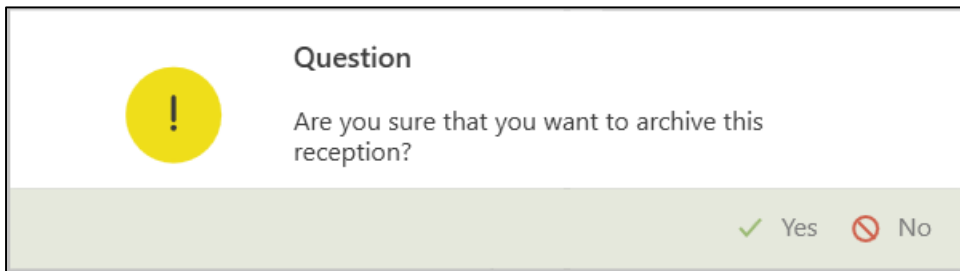 Question
!
Are you sure that you want to archive this
reception?
Yes No